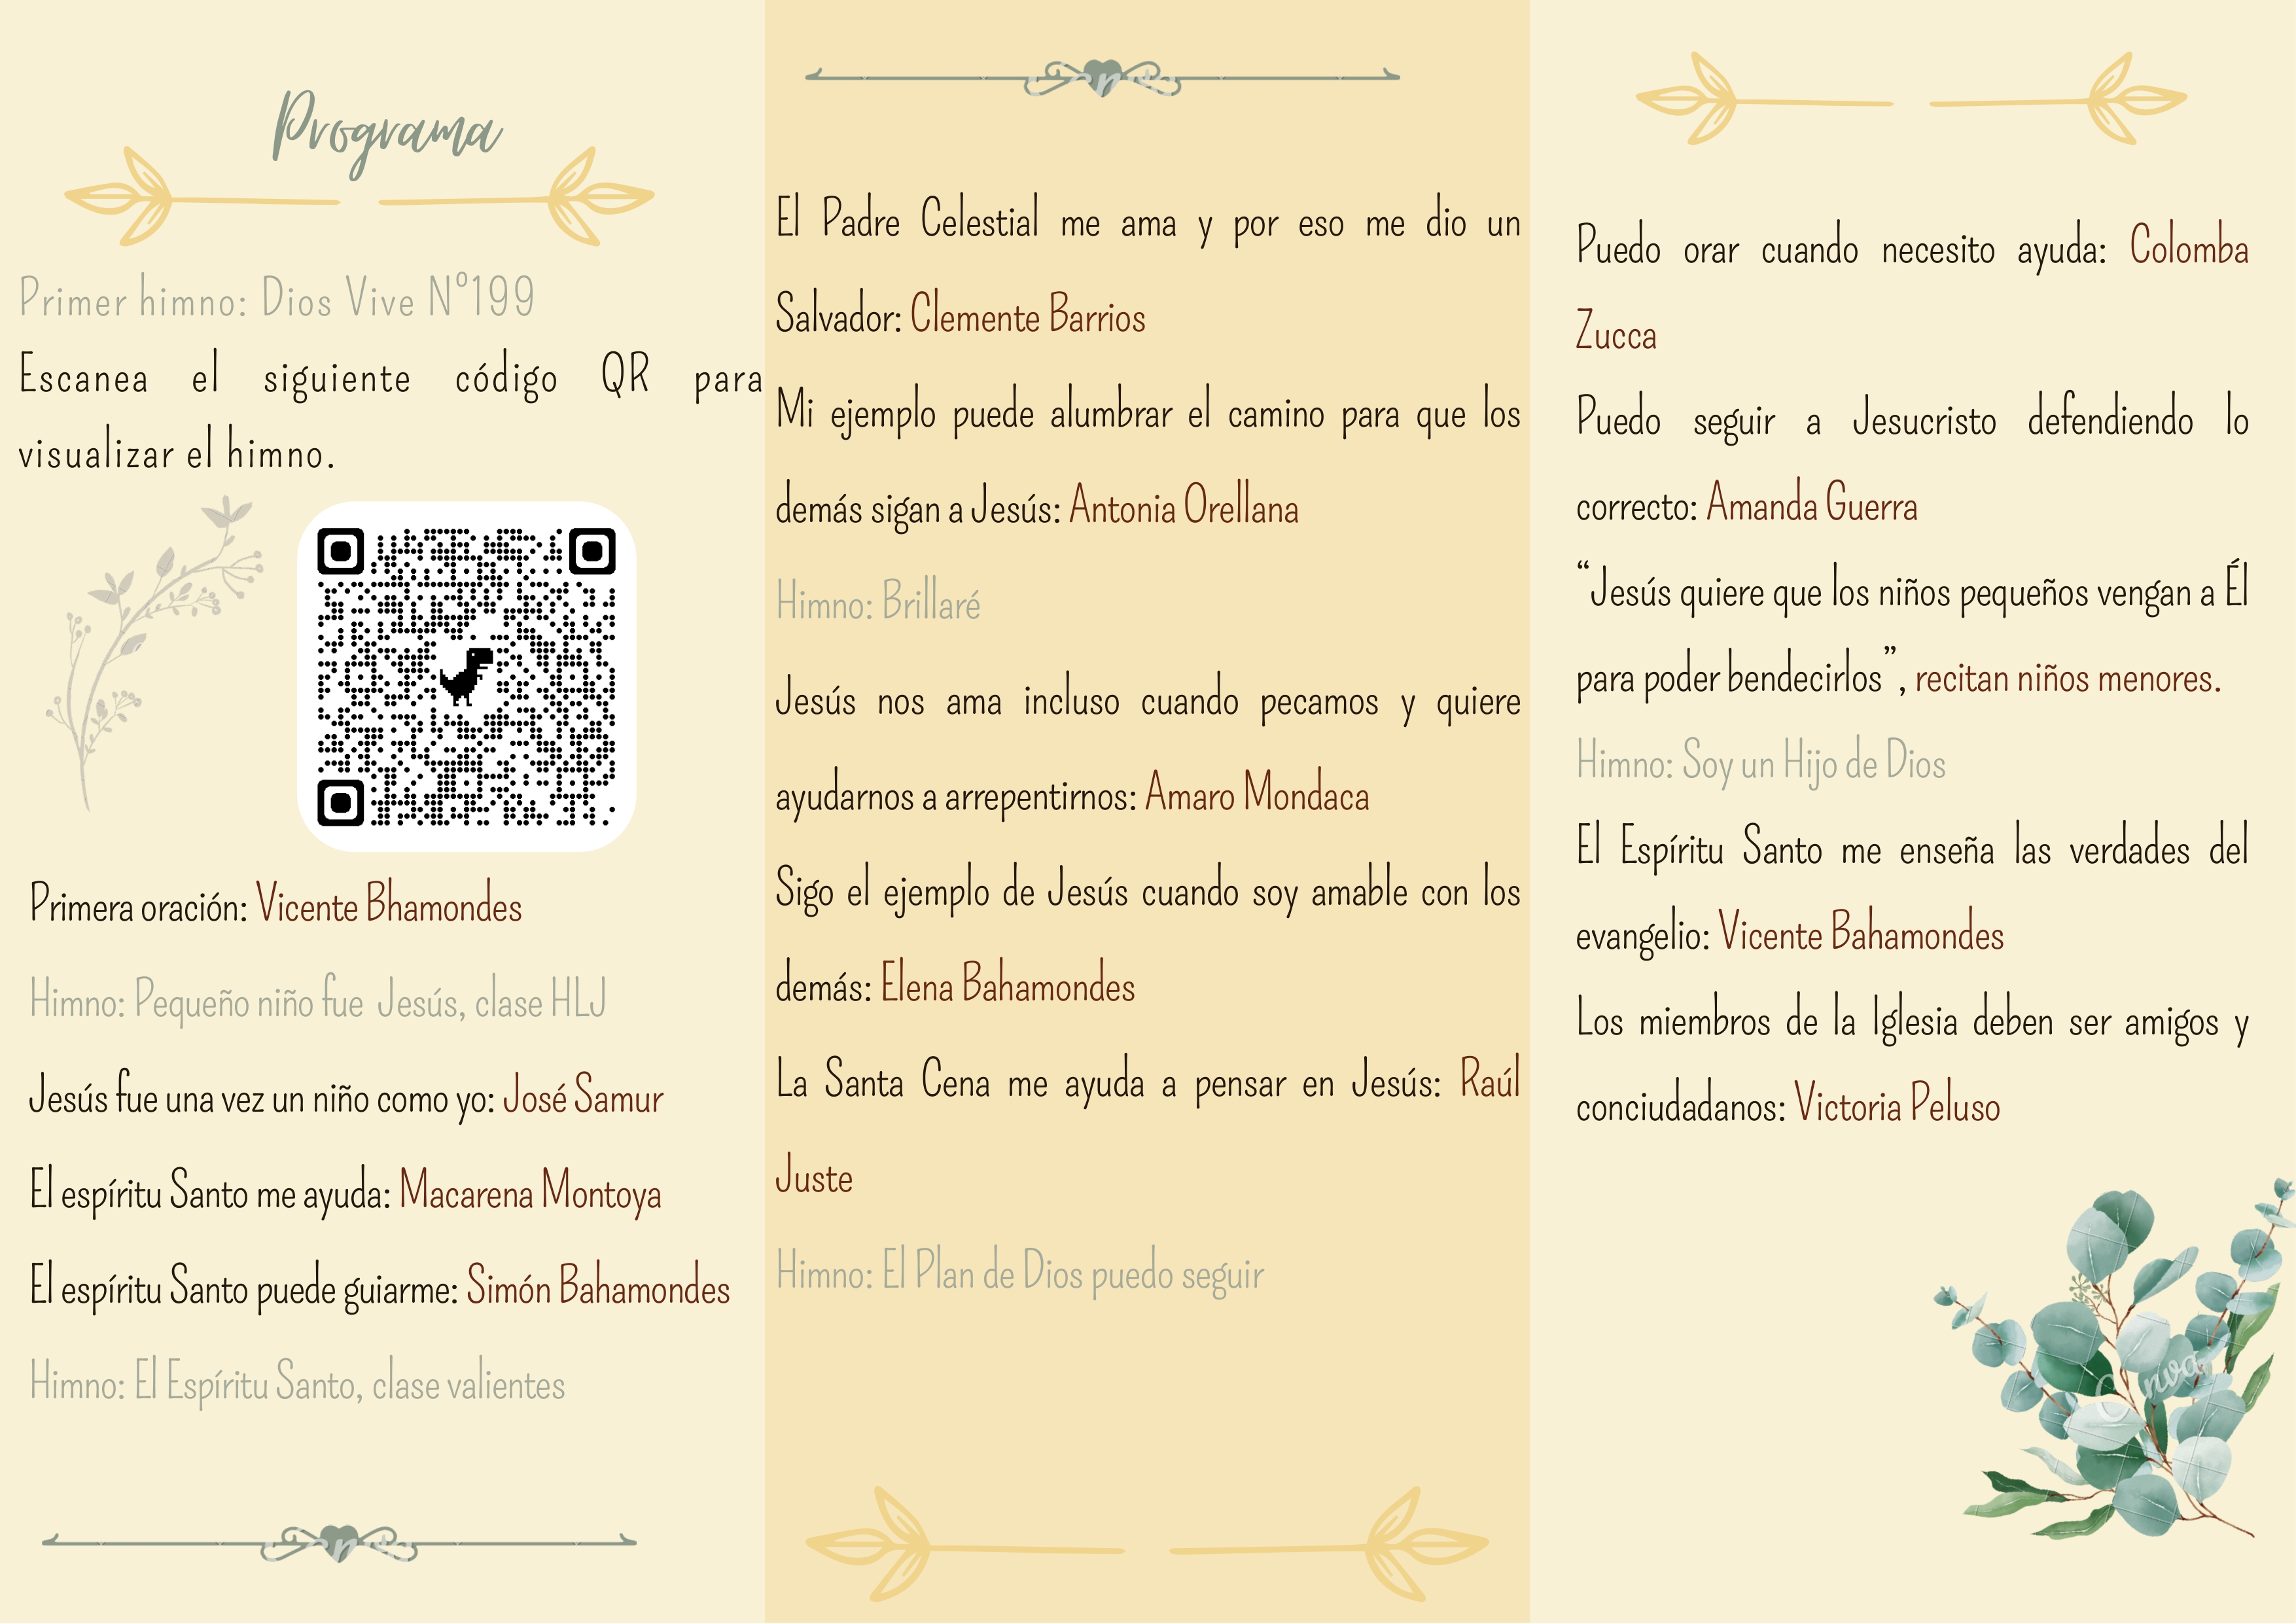 Programa
Primer himno: Dios Vive N°199
Escanea el siguiente código QR para
visualizar el himno.
Primera oración: Vicente Bhamondes
Himno: Pequeño niño fue Jesús, clase HLJ
Jesús fue una vez un niño como yo: José Samur
El espíritu Santo me ayuda: Macarena Montoya
El espíritu Santo puede guiarme: Simón Bahamondes
Himno: El Espíritu Santo, clase valientes
El Padre Celestial me ama y por eso me dio un
Salvador: Clemente Barrios
Mi ejemplo puede alumbrar el camino para que los
demás sigan a Jesús: Antonia Orellana
Himno: Brillaré
Jesús nos ama incluso cuando pecamos y quiere
ayudarnos a arrepentirnos: Amaro Mondaca
Sigo el ejemplo de Jesús cuando soy amable con los
demás: Elena Bahamondes
La Santa Cena me ayuda a pensar en Jesús: Raúl
Juste
Himno: El Plan de Dios puedo seguir
Puedo orar cuando necesito ayuda: Colomba
Zucca
Puedo seguir a Jesucristo defendiendo lo
correcto: Amanda Guerra
“Jesús quiere que los niños pequeños vengan a Él
para poder bendecirlos”, recitan niños menores.
Himno: Soy un Hijo de Dios
El Espíritu Santo me enseña las verdades del
evangelio: Vicente Bahamondes
Los miembros de la Iglesia deben ser amigos y
conciudadanos: Victoria Peluso
Canva